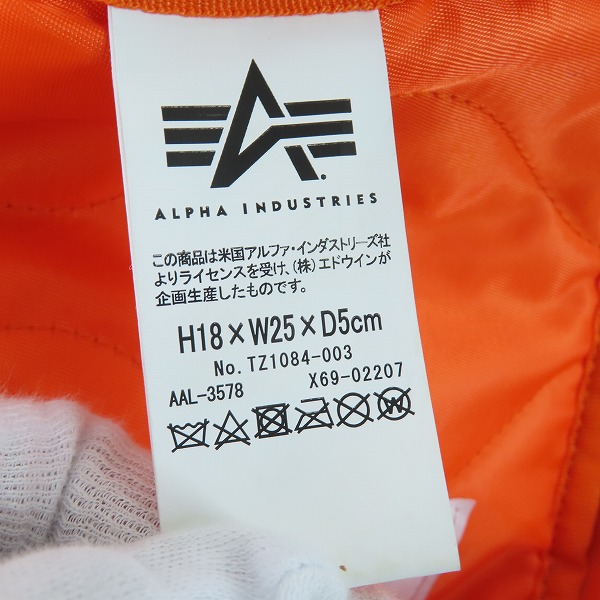 ALPHA INDUSTRIES
この商品は米国アルファ・インダストリーズ社
よりライセンスを受け、(株)エドウインが
企画生産したものです。
H18×W25×D5cm
No. TZ1084-003
AAL-3578 X69-02207
W